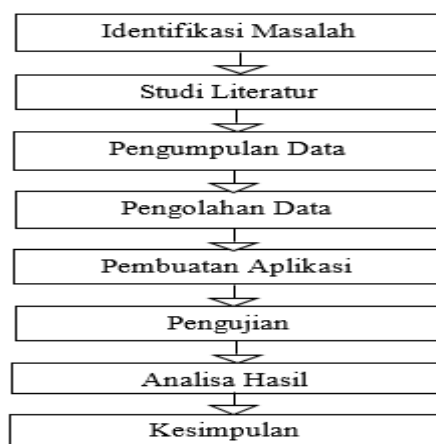 Identifikasi Masalah
Studi Literatur
Pengumpulan Data
Pengolahan Data
Pembuatan Aplikasi
Pengujian
Analisa Hasil
Kesimpulan